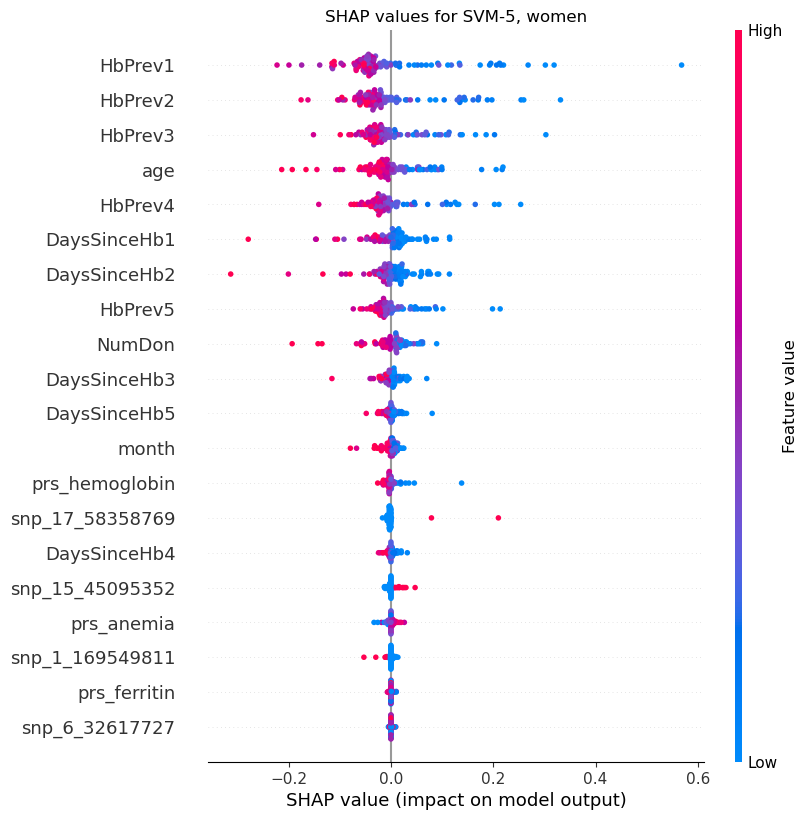 SHAP values for SVM-5, women
High
HbPrev1
HbPrev2
HbPrev3
age
HbPrev4
DaysSinceHb1
DaysSinceHb2
HbPrev5
NumDon
DaysSinceHb3
DaysSinceHb5
month
prs_hemoglobin
snp_17_58358769
DaysSinceHb4
snp_15_45095352
prs_anemia
snp_1_169549811
prs_ferritin
snp_6_32617727
Feature value
Low
−0.2 0.0 0.2 0.4 0.6
SHAP value (impact on model output)